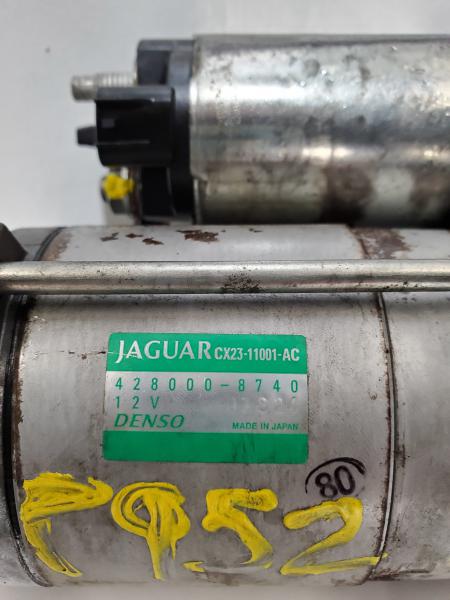 JAGUAR CX23-11001-AC
428000-8740
12V
DENSO MADE IN JAPAN
80
P952